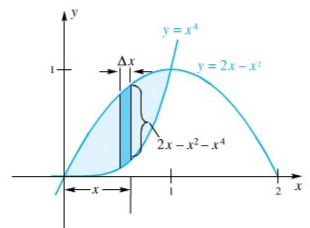 y
y = x⁴
Δx
y = 2x – x²
1
2x – x² – x⁴
x
1
2
x